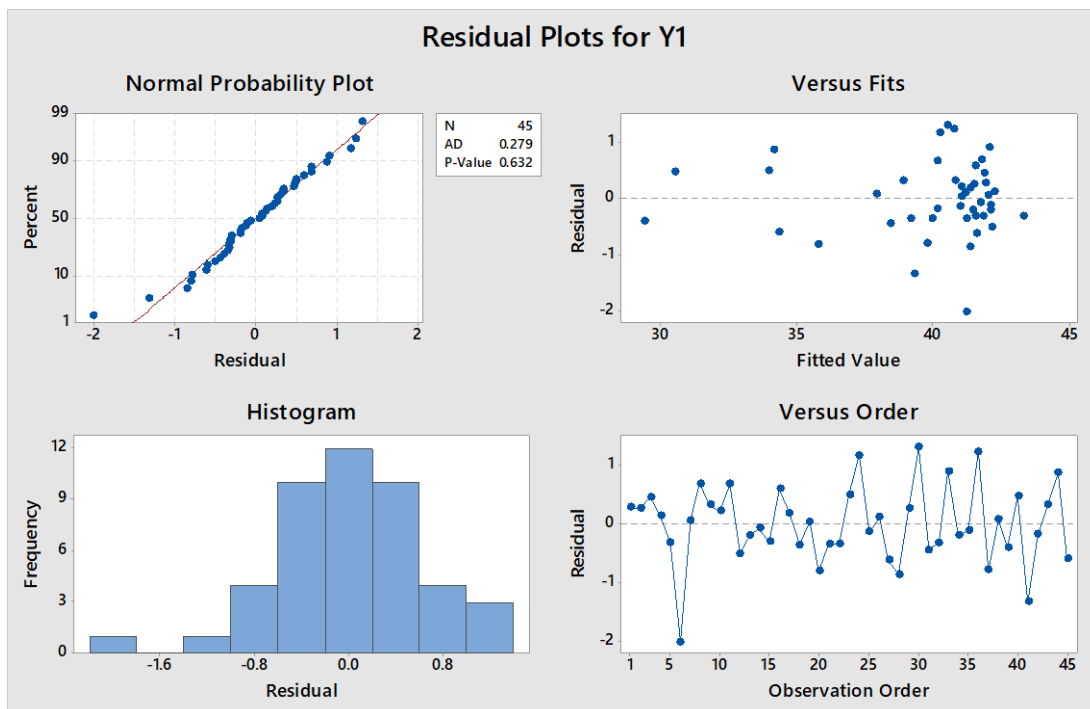 Residual Plots for Y1
Normal Probability Plot
99
90
50
10
1
Percent
-2
-1
0
1
2
Residual
N 45
AD 0.279
P-Value 0.632
Versus Fits
1
0
-1
-2
Residual
30
35
40
45
Fitted Value
Histogram
12
9
6
3
0
Frequency
-1.6
-0.8
0.0
0.8
Residual
Versus Order
1
0
-1
-2
Residual
1
5
10
15
20
25
30
35
40
45
Observation Order